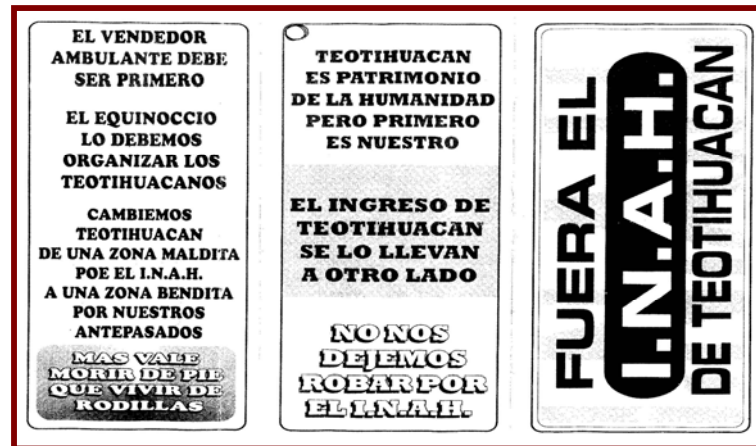 EL VENDEDOR
AMBULANTE DEBE
SER PRIMERO
EL EQUINOCCIO
LO DEBEMOS
ORGANIZAR LOS
TEOTIHUACANOS
CAMBIEMOS
TEOTIHUACAN
DE UNA ZONA MALDITA
POE EL I.N.A.H.
A UNA ZONA BENDITA
POR NUESTROS
ANTEPASADOS
MAS VALE
MORIR DE PIE
QUE VIVIR DE
RODILLAS
TEOTIHUACAN
ES PATRIMONIO
DE LA HUMANIDAD
PERO PRIMERO
ES NUESTRO
EL INGRESO DE
TEOTIHUACAN
SE LO LLEVAN
A OTRO LADO
NO NOS
DEJEMOS
ROBAR POR
EL I.N.A.H.
FUERA EL
I.N.A.H.
DE TEOTIHUACAN